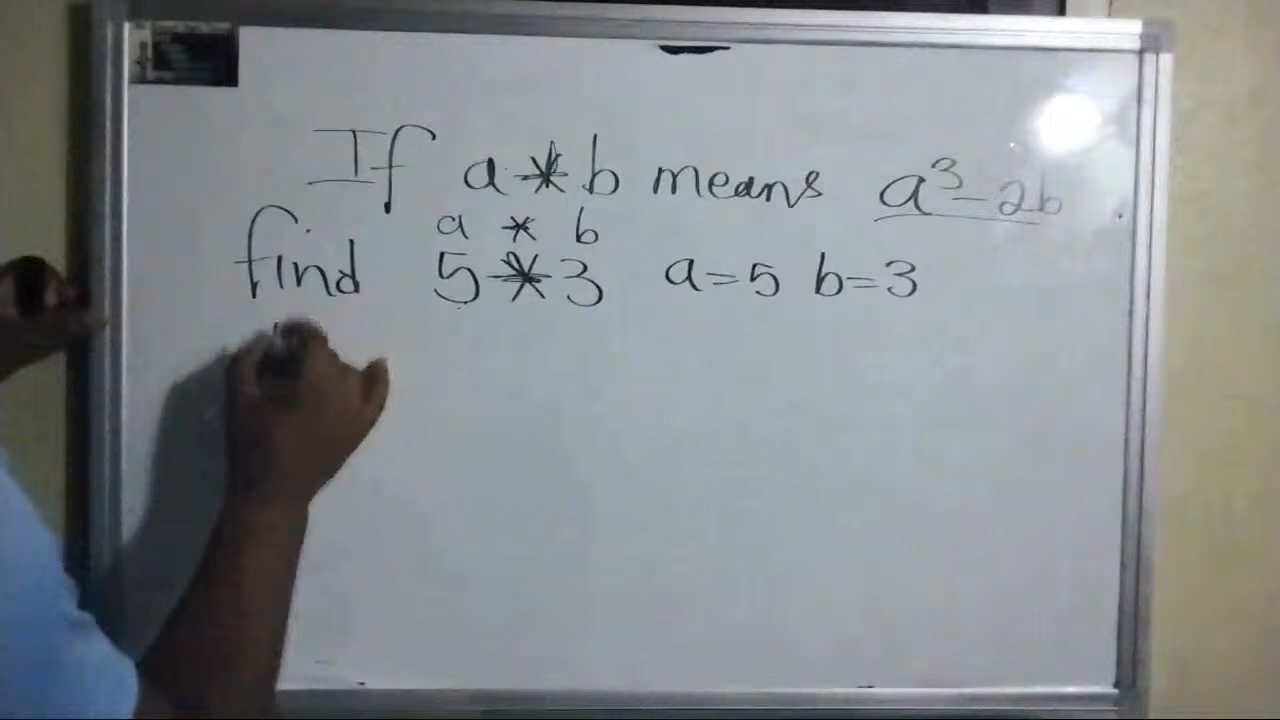 If a * b means a³ - 2b
a * b
find 5 * 3 a = 5 b = 3